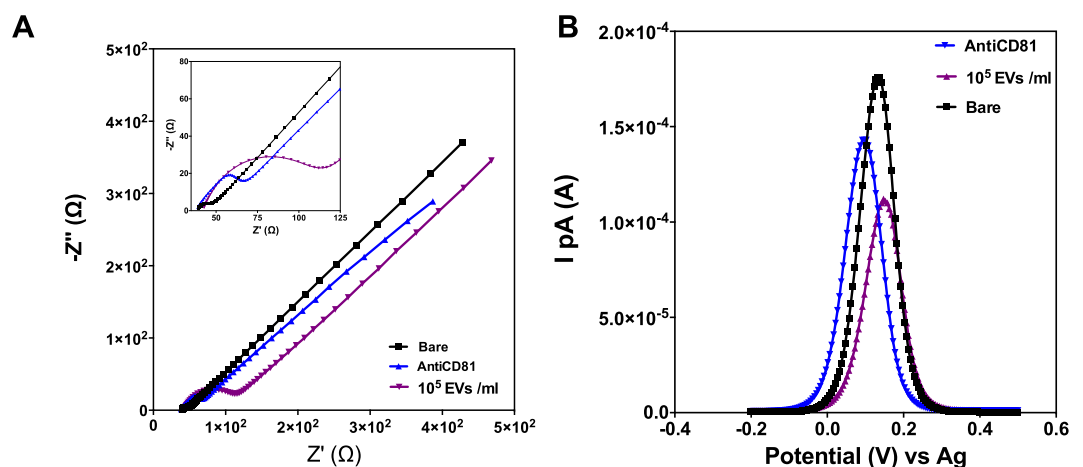 A
5×10²
4×10²
3×10²
2×10²
1×10²
0
0
1×10²
2×10²
3×10²
4×10²
5×10²
-Z" (Ω)
Z' (Ω)
80
60
40
20
0
50
75
100
125
-Z" (Ω)
Z' (Ω)
Bare
AntiCD81
10⁵ EVs /ml
B
2.0×10⁻⁴
1.5×10⁻⁴
1.0×10⁻⁴
5.0×10⁻⁵
0.0
-0.4
-0.2
0.0
0.2
0.4
0.6
I pA (A)
Potential (V) vs Ag
AntiCD81
10⁵ EVs /ml
Bare